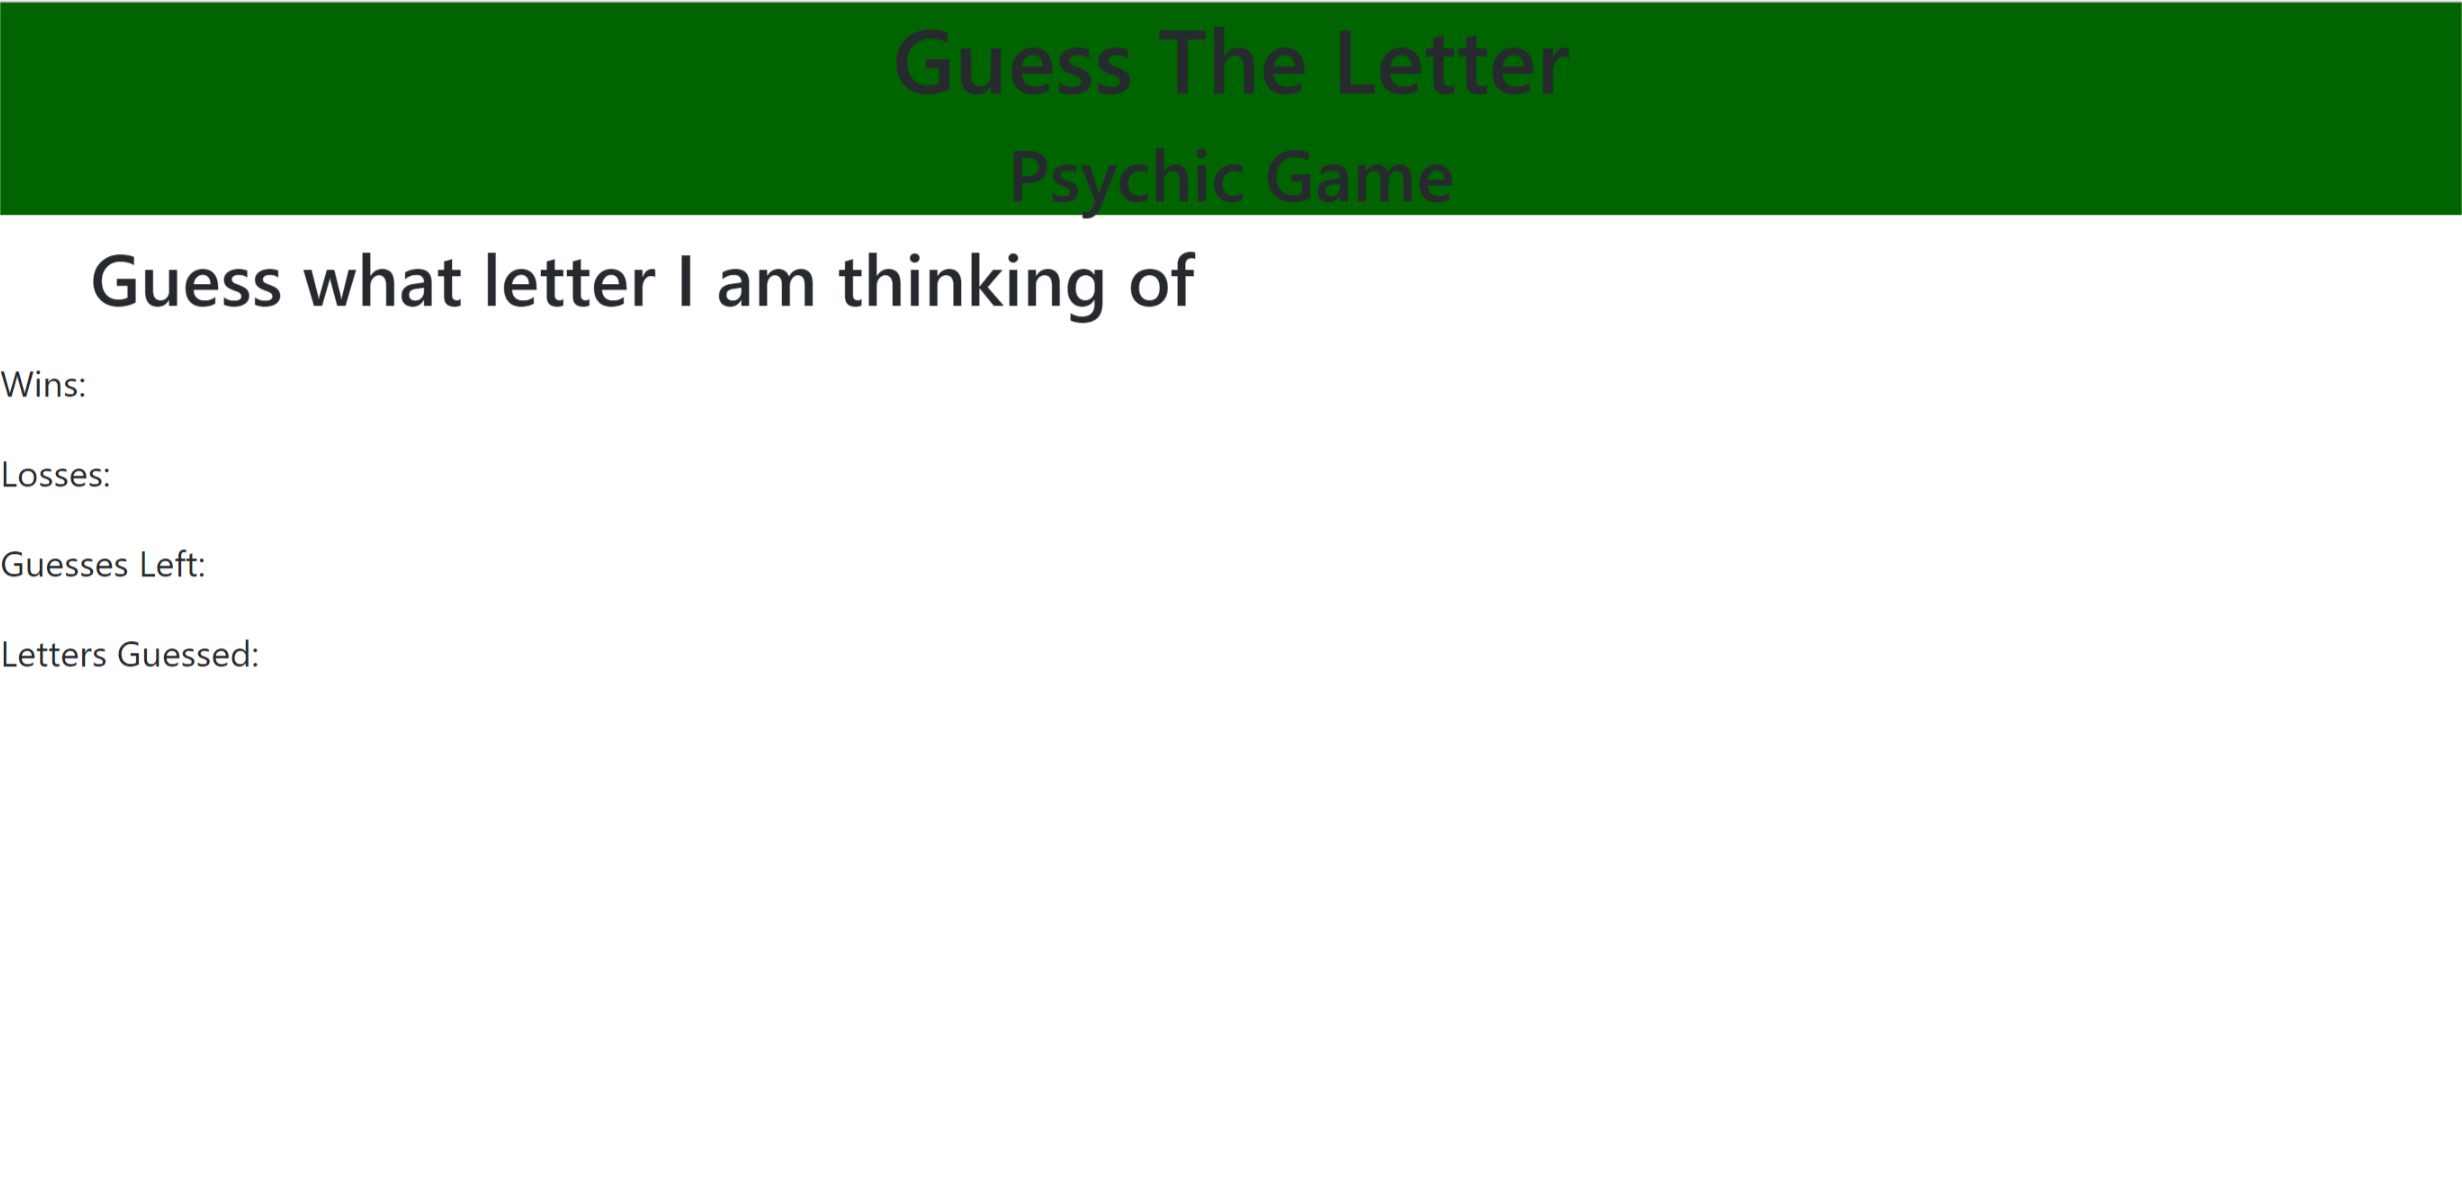 Guess The Letter
Psychic Game
Guess what letter I am thinking of
Wins:
Losses:
Guesses Left:
Letters Guessed: